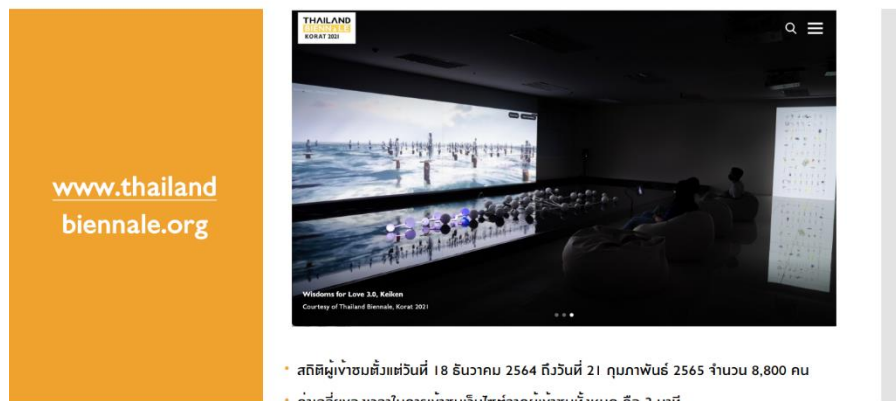 www.thailand
biennale.org
THAILAND
BIENNALE
KORAT 2021
Wisdoms for Love 3.0, Keiken
Courtesy of Thailand Biennale, Korat 2021
สถิติผู้เข้าชมตั้งแต่วันที่ 18 ธันวาคม 2564 ถึงวันที่ 21 กุมภาพันธ์ 2565 จำนวน 8,800 คน